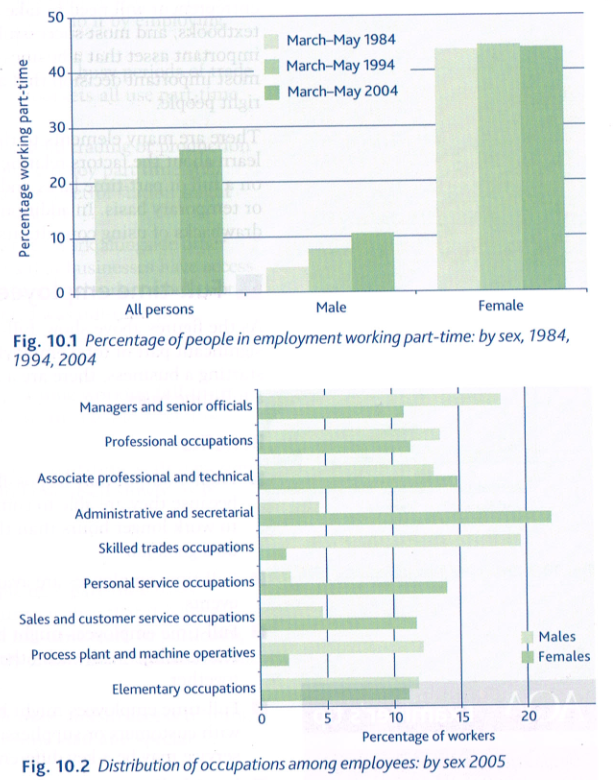 50
March–May 1984
March–May 1994
March–May 2004
40
30
20
10
0
Percentage working part-time
All persons Male Female
Fig. 10.1 Percentage of people in employment working part-time: by sex, 1984,
1994, 2004
Managers and senior officials
Professional occupations
Associate professional and technical
Administrative and secretarial
Skilled trades occupations
Personal service occupations
Sales and customer service occupations
Process plant and machine operatives
Elementary occupations
Males
Females
0 5 10 15 20
Percentage of workers
Fig. 10.2 Distribution of occupations among employees: by sex 2005